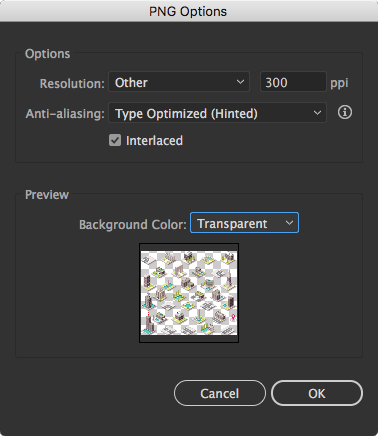 PNG Options
Options
Resolution: Other 300 ppi
Anti-aliasing: Type Optimized (Hinted)
Interlaced
Preview
Background Color: Transparent
Cancel OK